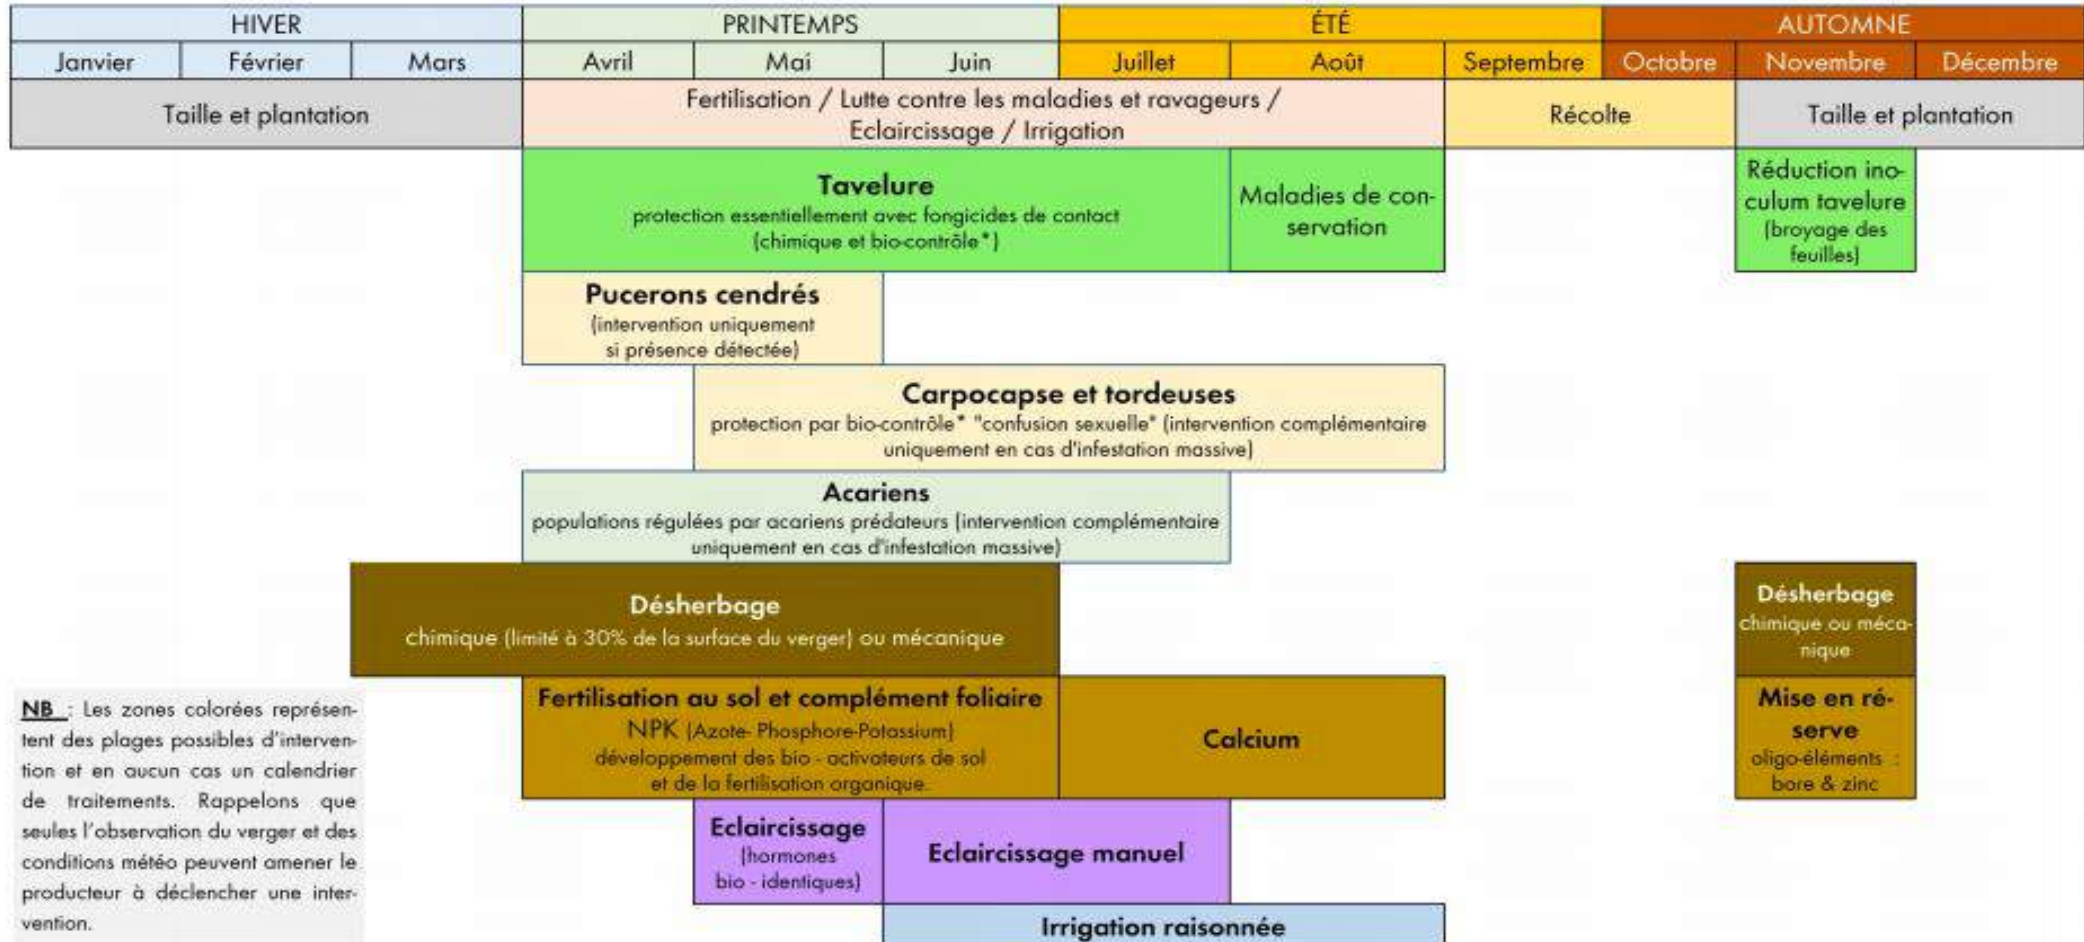 HIVER PRINTEMPS ÉTÉ AUTOMNE
Janvier Février Mars Avril Mai Juin Juillet Août Septembre Octobre Novembre Décembre
Taille et plantation
Fertilisation / Lutte contre les maladies et ravageurs /
Eclaircissage / Irrigation
Récolte
Taille et plantation
Tavelure
protection essentiellement avec fongicides de contact
(chimique et bio-contrôle*)
Maladies de con-
servation
Réduction ino-
culum tavelure
(broyage des
feuilles)
Pucerons cendrés
(intervention uniquement
si présence détectée)
Carpocapse et tordeuses
protection par bio-contrôle* "confusion sexuelle" (intervention complémentaire
uniquement en cas d'infestation massive)
Acariens
populations régulées par acariens prédateurs (intervention complémentaire
uniquement en cas d'infestation massive)
Désherbage
chimique (limité à 30% de la surface du verger) ou mécanique
Désherbage
chimique ou méca-
nique
Fertilisation au sol et complément foliaire
NPK (Azote- Phosphore-Potassium)
développement des bio - activateurs de sol
et de la fertilisation organique.
Calcium
Mise en ré-
serve
oligo-éléments :
bore & zinc
Eclaircissage
(hormones
bio - identiques)
Eclaircissage manuel
Irrigation raisonnée
NB : Les zones colorées représen-
tent des plages possibles d'interven-
tion et en aucun cas un calendrier
de traitements. Rappelons que
seules l'observation du verger et des
conditions météo peuvent amener le
producteur à déclencher une inter-
vention.